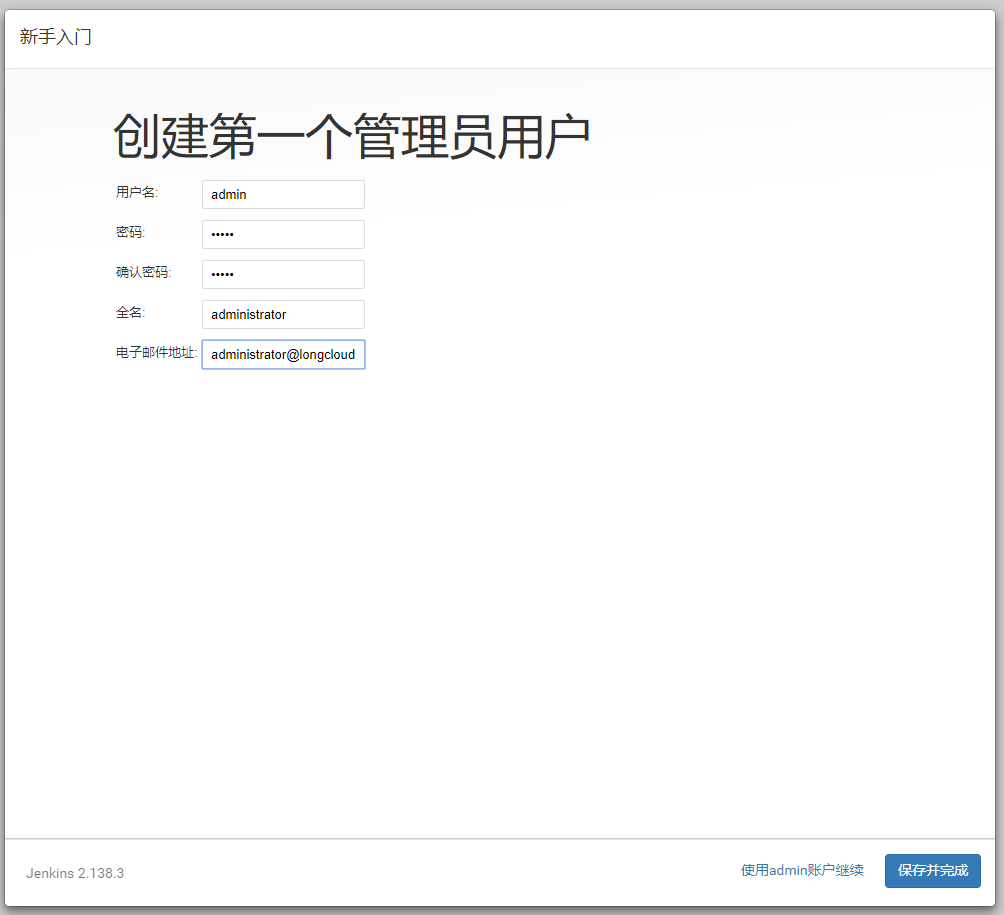 新手入门
创建第一个管理员用户
用户名: admin
密码: •••••
确认密码: •••••
全名: administrator
电子邮件地址: administrator@longcloud
Jenkins 2.138.3 使用admin账户继续 保存并完成